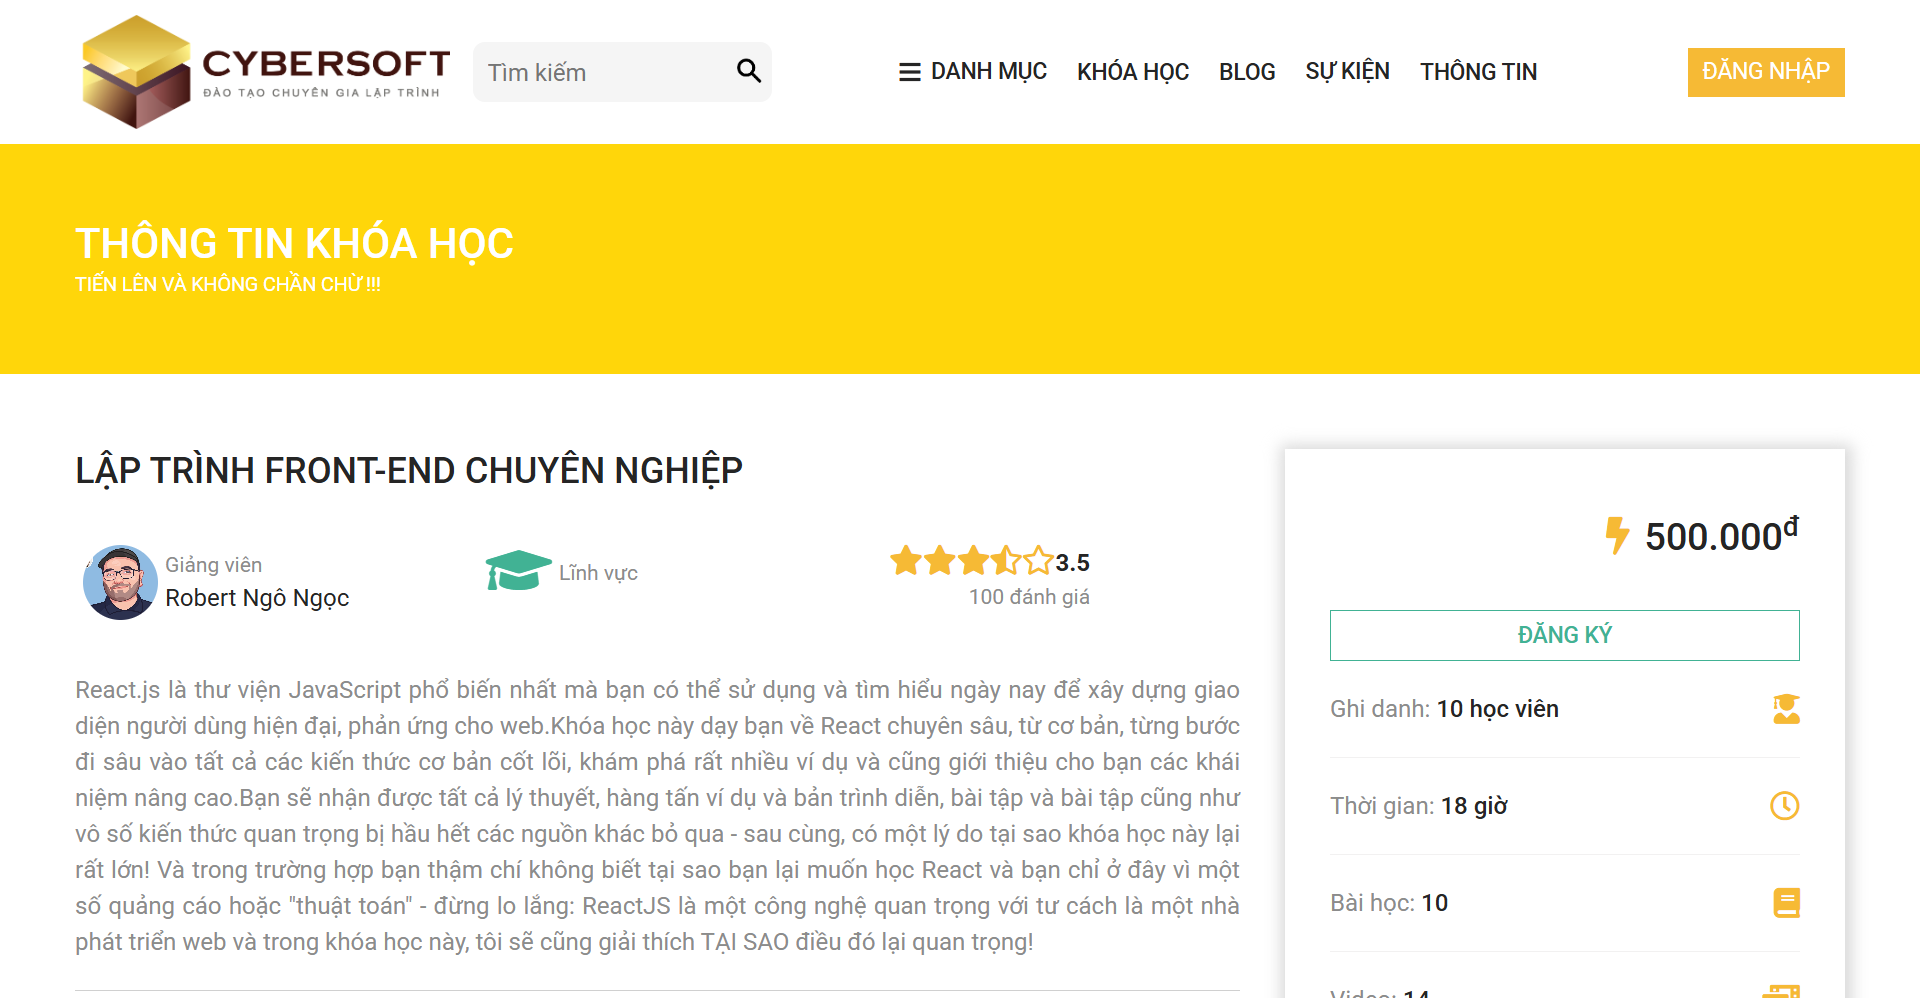 CYBERSOFT
ĐÀO TẠO CHUYÊN GIA LẬP TRÌNH
Tìm kiếm
DANH MỤC
KHÓA HỌC
BLOG
SỰ KIỆN
THÔNG TIN
ĐĂNG NHẬP
THÔNG TIN KHÓA HỌC
TIẾN LÊN VÀ KHÔNG CHẦN CHỪ !!!
LẬP TRÌNH FRONT-END CHUYÊN NGHIỆP
Giảng viên
Robert Ngô Ngọc
Lĩnh vực
3.5
100 đánh giá
React.js là thư viện JavaScript phổ biến nhất mà bạn có thể sử dụng và tìm hiểu ngày nay để xây dựng giao
diện người dùng hiện đại, phản ứng cho web.Khóa học này dạy bạn về React chuyên sâu, từ cơ bản, từng bước
đi sâu vào tất cả các kiến thức cơ bản cốt lõi, khám phá rất nhiều ví dụ và cũng giới thiệu cho bạn các khái
niệm nâng cao.Bạn sẽ nhận được tất cả lý thuyết, hàng tấn ví dụ và bản trình diễn, bài tập và bài tập cũng như
vô số kiến thức quan trọng bị hầu hết các nguồn khác bỏ qua - sau cùng, có một lý do tại sao khóa học này lại
rất lớn! Và trong trường hợp bạn thậm chí không biết tại sao bạn lại muốn học React và bạn chỉ ở đây vì một
số quảng cáo hoặc "thuật toán" - đừng lo lắng: ReactJS là một công nghệ quan trọng với tư cách là một nhà
phát triển web và trong khóa học này, tôi sẽ cũng giải thích TẠI SAO điều đó lại quan trọng!
500.000đ
ĐĂNG KÝ
Ghi danh: 10 học viên
Thời gian: 18 giờ
Bài học: 10
Video: 14